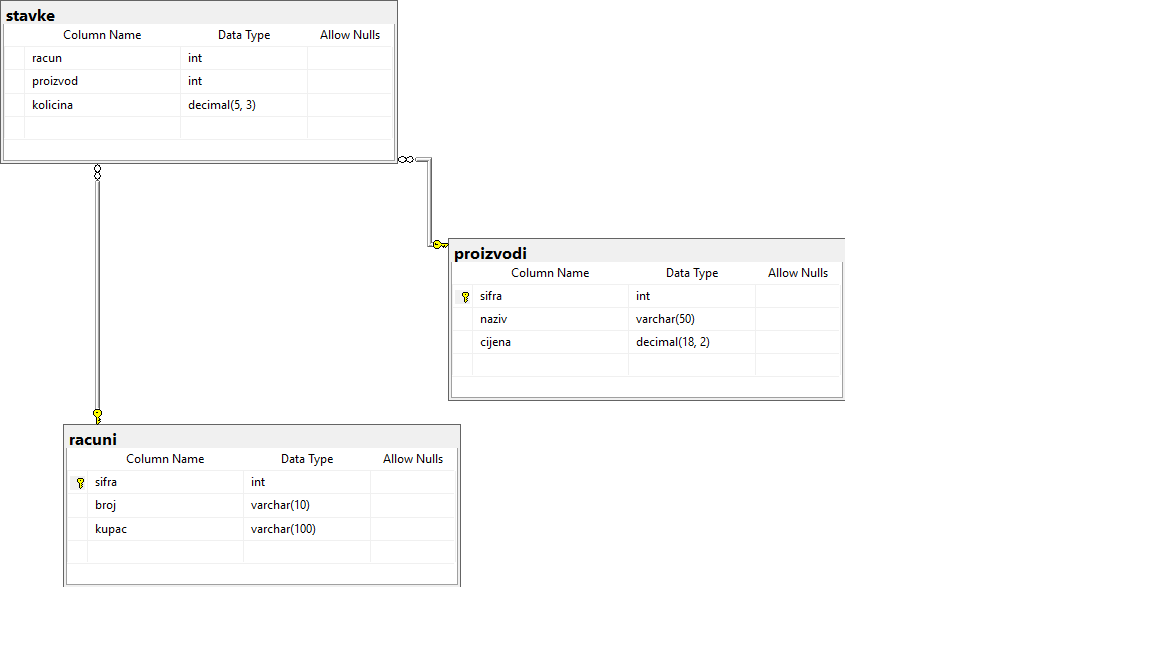 stavke
Column Name Data Type Allow Nulls
racun int
proizvod int
kolicina decimal(5, 3)
proizvodi
Column Name Data Type Allow Nulls
sifra int
naziv varchar(50)
cijena decimal(18, 2)
racuni
Column Name Data Type Allow Nulls
sifra int
broj varchar(10)
kupac varchar(100)